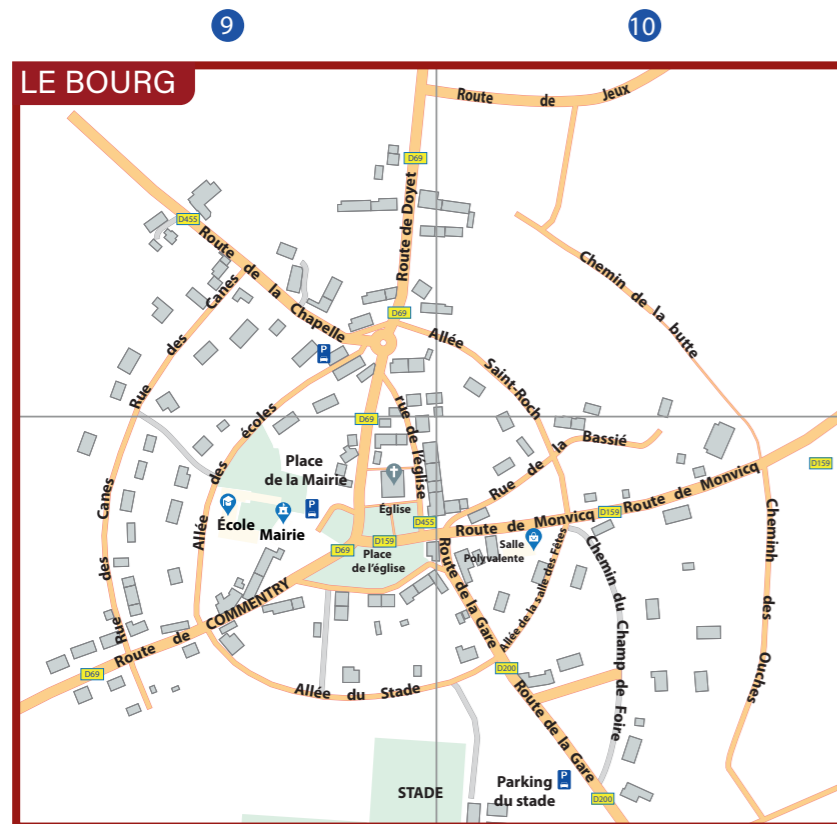 9
10
LE BOURG
Route de Jeux
D69
D455
Route de Doyet
Route de la Chapelle
Chemin de la butte
D69
Rue des Canes
P
Allée Saint-Roch
Allée des écoles
D69
rue de l'église
Rue de la Bassié
Place
de la Mairie
D159
Route de Monvicq
École
Mairie
P
Église
D455
Route de Monvicq
D159
D69
D159
Place
de l'église
Salle
Polyvalente
Rue des Canes
Route de COMMENTRY
Route de la Gare
Allée de la salle des Fêtes
Chemin du Champ de Foire
Cheminh des Ouches
D69
D200
Allée du Stade
Route de la Gare
STADE
Parking
du stade
P
D200